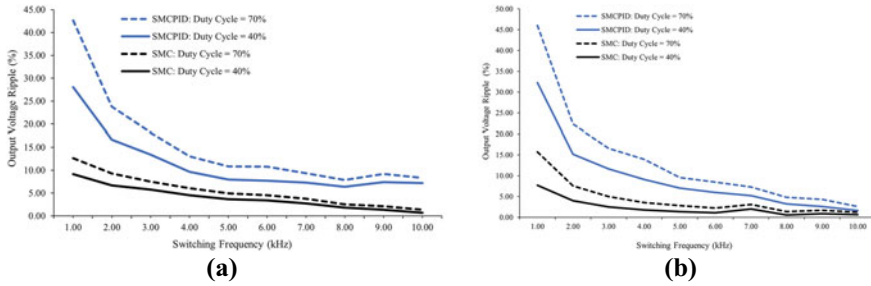 45.00
40.00
35.00
30.00
25.00
20.00
15.00
10.00
5.00
0.00
Output Voltage Ripple (%)
SMCPID: Duty Cycle = 70%
SMCPID: Duty Cycle = 40%
SMC: Duty Cycle = 70%
SMC: Duty Cycle = 40%
1.00 2.00 3.00 4.00 5.00 6.00 7.00 8.00 9.00 10.00
Switching Frequency (kHz)
(a)
50.00
45.00
40.00
35.00
30.00
25.00
20.00
15.00
10.00
5.00
0.00
Output Voltage Ripple (%)
SMCPID: Duty Cycle = 70%
SMCPID: Duty Cycle = 40%
SMC: Duty Cycle = 70%
SMC: Duty Cycle = 40%
1.00 2.00 3.00 4.00 5.00 6.00 7.00 8.00 9.00 10.00
Switching Frequency (kHz)
(b)